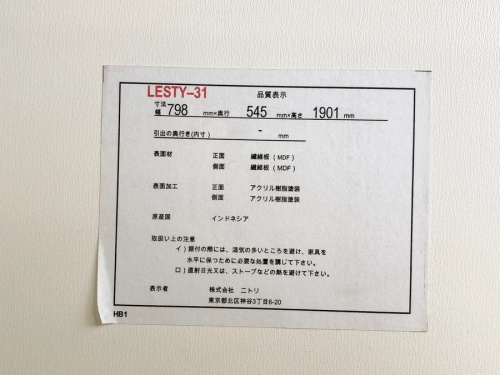 LESTY–31 品質表示
寸法
幅 798 mm×奥行 545 mm×高さ 1901 mm
引出の奥行き(内寸) - mm
表面材 正面 繊維板(MDF)
側面 繊維板(MDF)
表面加工 正面 アクリル樹脂塗装
側面 アクリル樹脂塗装
原産国 インドネシア
取扱い上の注意
イ)据付の際には、湿気の多いところを避け、家具を
水平に保つために必要な処置を講じて下さい。
ロ)直射日光又は、ストーブなどの熱を避けて下さい。
表示者 株式会社 ニトリ
東京都北区神谷3丁目6-20
HB1